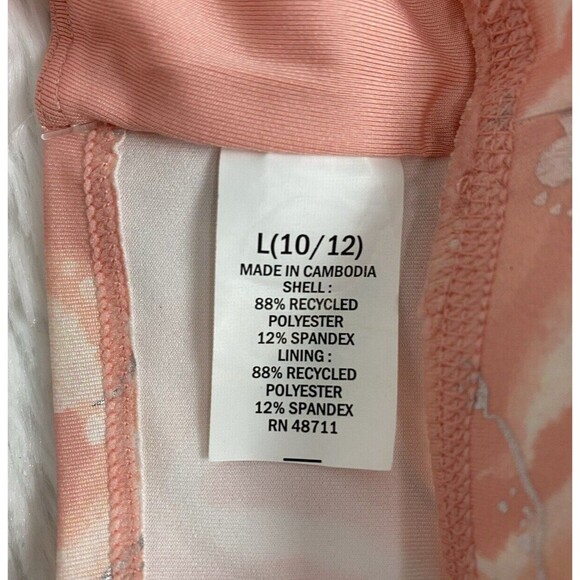 L(10/12)
MADE IN CAMBODIA
SHELL :
88% RECYCLED
POLYESTER
12% SPANDEX
LINING :
88% RECYCLED
POLYESTER
12% SPANDEX
RN 48711